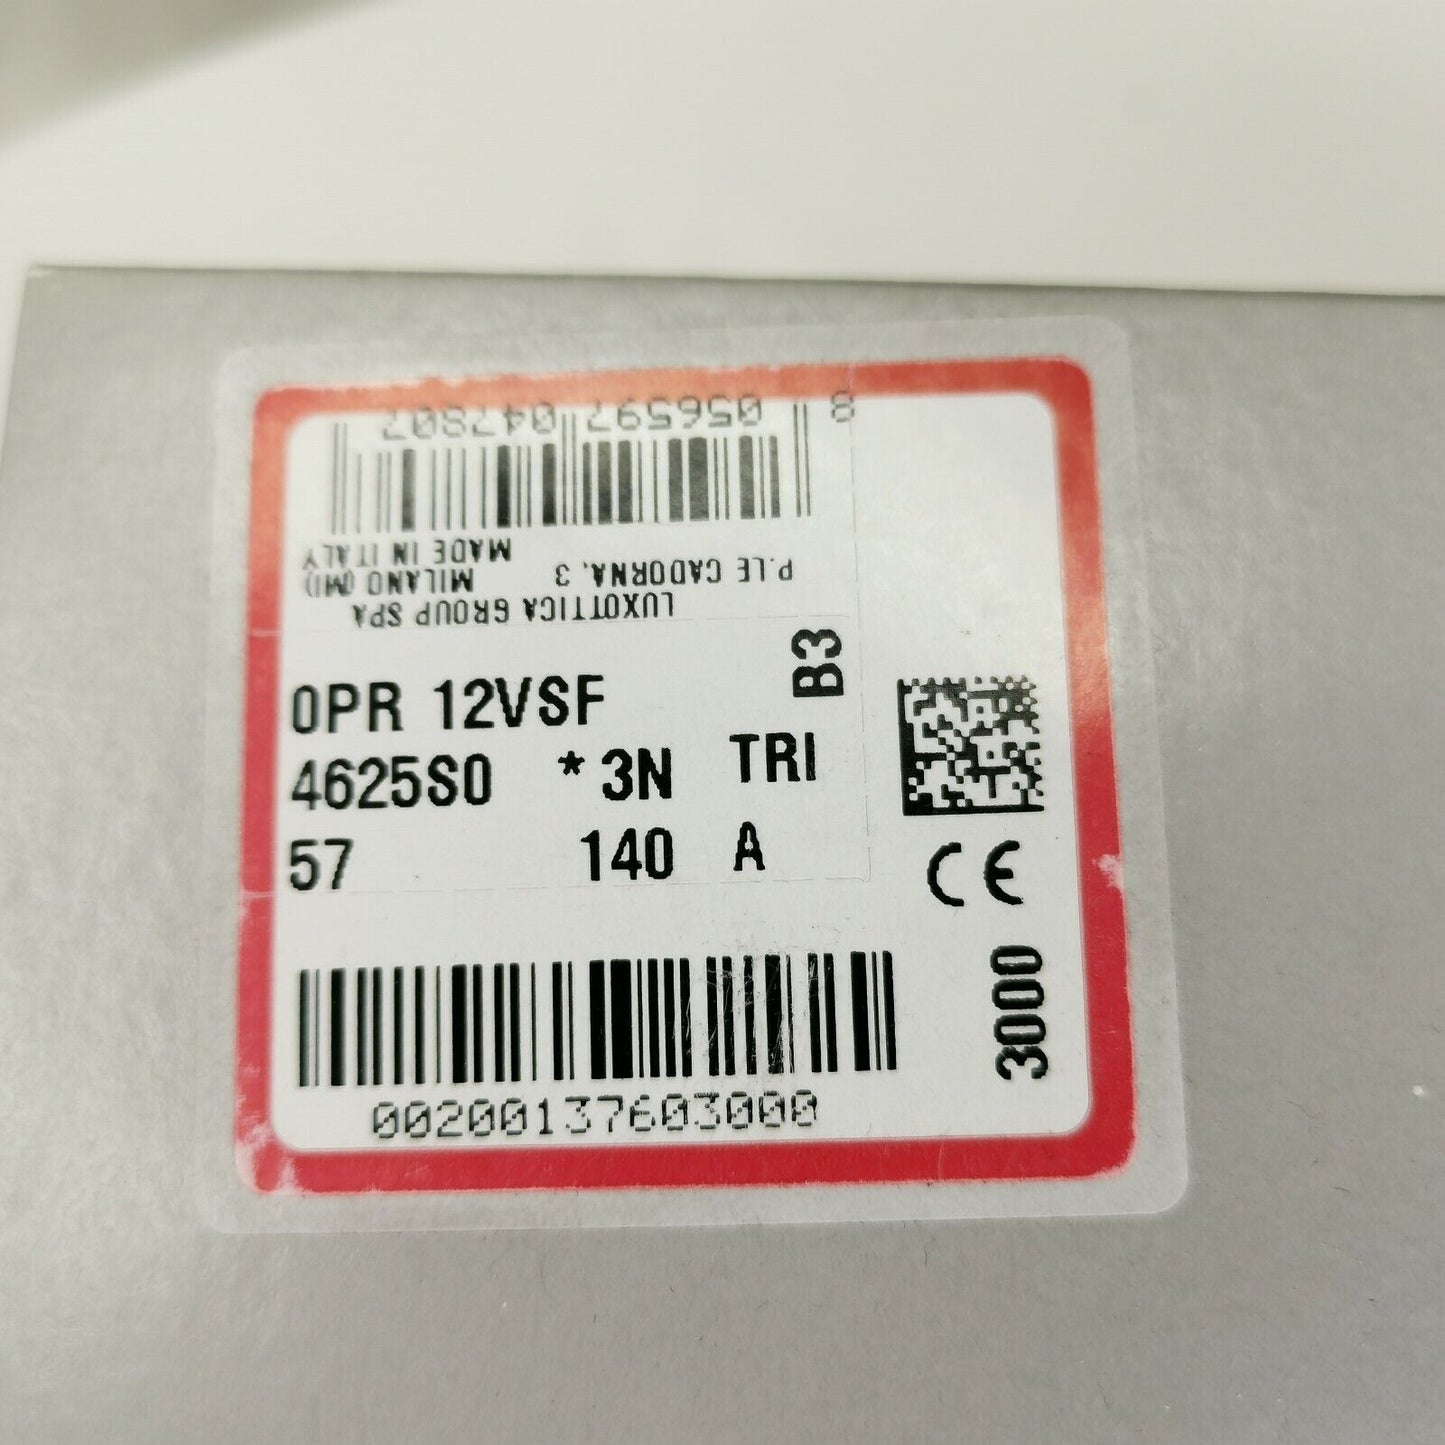 8 056597 047807
MADE IN ITALY
P.LE CADORNA, 3 MILANO (MI)
LUXOTTICA GROUP SPA
B3
0PR 12VSF
4625S0 * 3N TRI
57 140 A
CE
3000
00200137603000